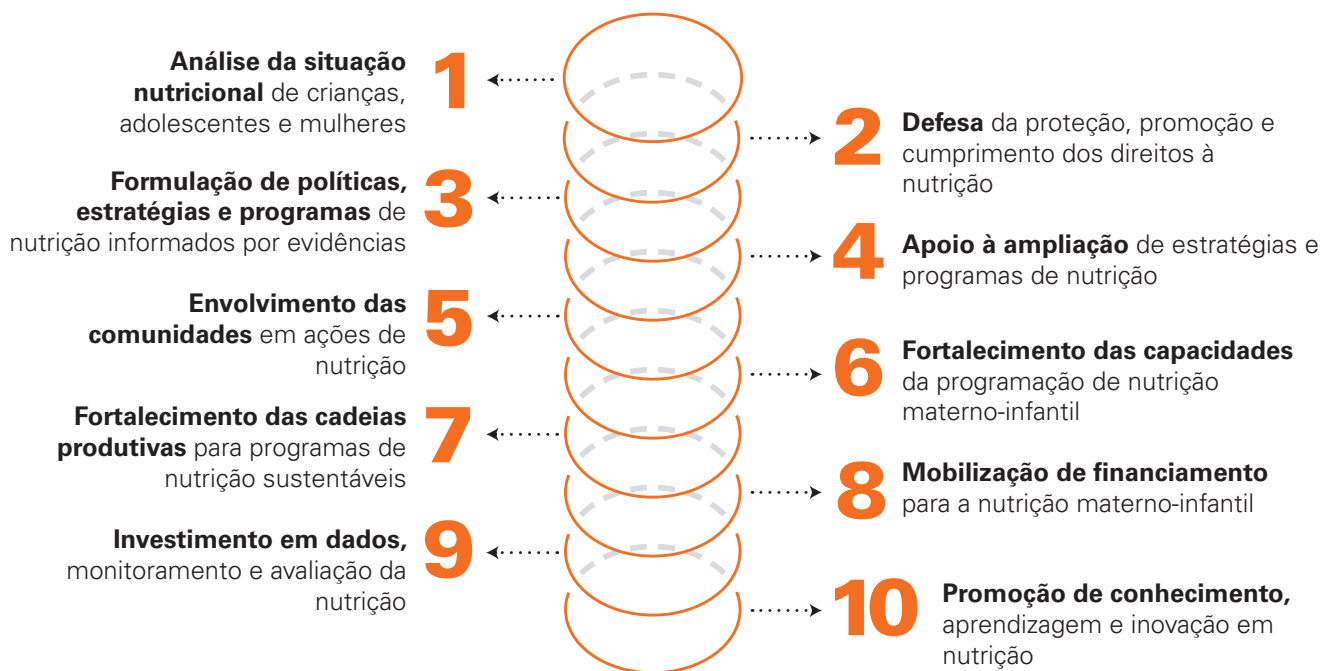 1
Análise da situação
nutricional de crianças,
adolescentes e mulheres
2
Defesa da proteção, promoção e
cumprimento dos direitos à
nutrição
3
Formulação de políticas,
estratégias e programas de
nutrição informados por evidências
4
Apoio à ampliação de estratégias e
programas de nutrição
5
Envolvimento das
comunidades em ações de
nutrição
6
Fortalecimento das capacidades
da programação de nutrição
materno-infantil
7
Fortalecimento das cadeias
produtivas para programas de
nutrição sustentáveis
8
Mobilização de financiamento
para a nutrição materno-infantil
9
Investimento em dados,
monitoramento e avaliação da
nutrição
10
Promoção de conhecimento,
aprendizagem e inovação em
nutrição